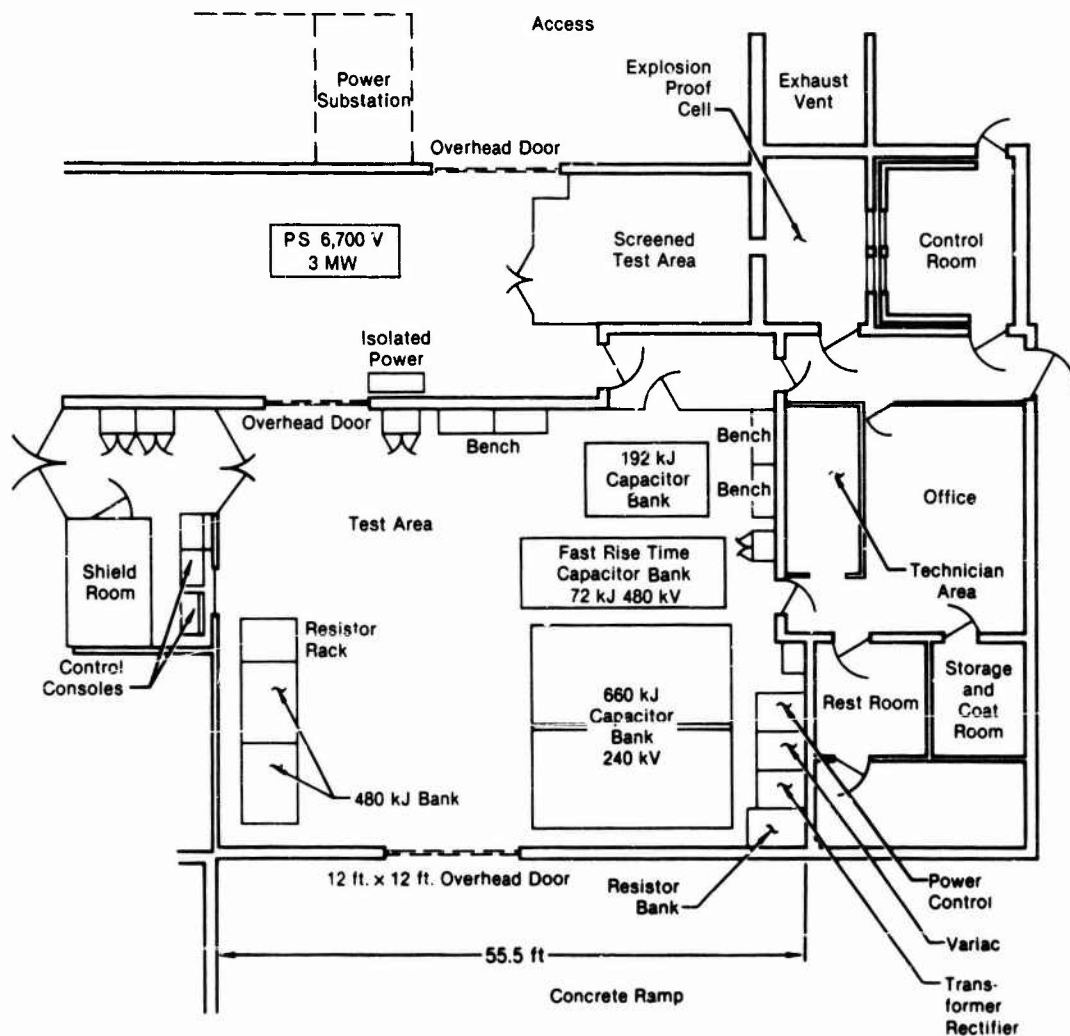 Access
Power
Substation
Explosion
Proof
Cell
Exhaust
Vent
Overhead Door
PS 6,700 V
3 MW
Screened
Test Area
Control
Room
Isolated
Power
Overhead Door
Bench
192 kJ
Capacitor
Bank
Bench
Bench
Office
Test Area
Shield
Room
Fast Rise Time
Capacitor Bank
72 kJ 480 kV
Technician
Area
Control
Consoles
Resistor
Rack
660 kJ
Capacitor
Bank
240 kV
Rest Room
Storage
and
Coat
Room
480 kJ Bank
12 ft. x 12 ft. Overhead Door
Resistor
Bank
Power
Control
Variac
55.5 ft
Trans-
former
Rectifier
Concrete Ramp